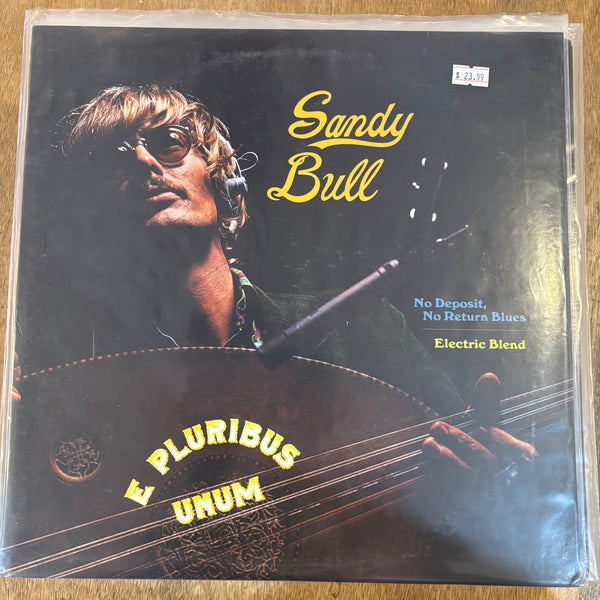 $ 23.99
Sandy
Bull
No Deposit,
No Return Blues
Electric Blend
E PLURIBUS
UNUM